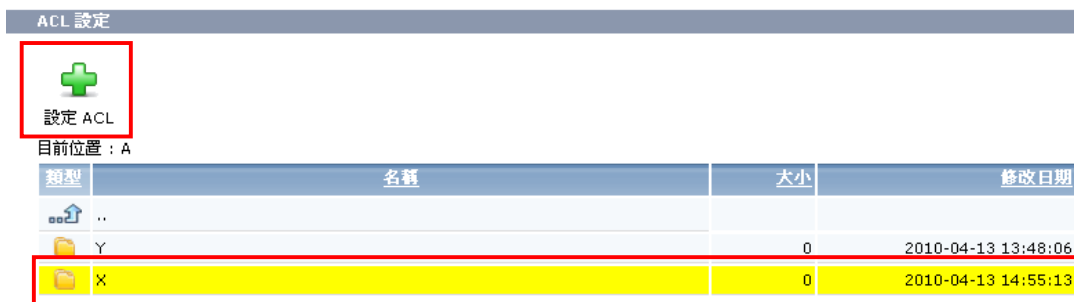 ACL 設定
設定 ACL
目前位置：A
類型 名稱 大小 修改日期
..
Y 0 2010-04-13 13:48:06
X 0 2010-04-13 14:55:13